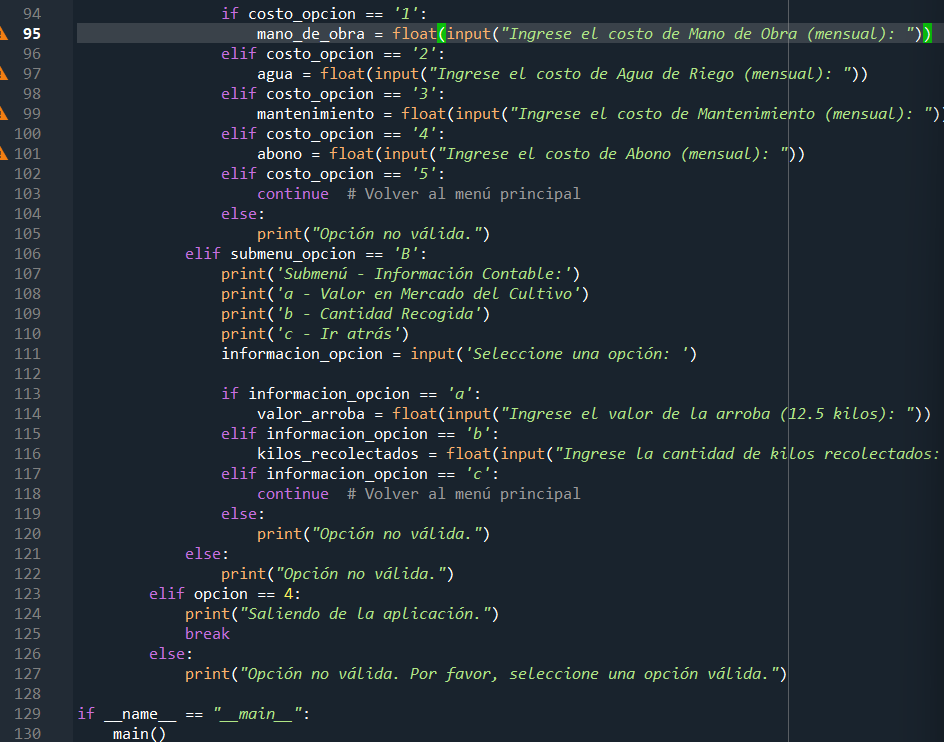 94 if costo_opcion == '1':
95 mano_de_obra = float(input("Ingrese el costo de Mano de Obra (mensual): "))
96 elif costo_opcion == '2':
97 agua = float(input("Ingrese el costo de Agua de Riego (mensual): "))
98 elif costo_opcion == '3':
99 mantenimiento = float(input("Ingrese el costo de Mantenimiento (mensual): "))
100 elif costo_opcion == '4':
101 abono = float(input("Ingrese el costo de Abono (mensual): "))
102 elif costo_opcion == '5':
103 continue  # Volver al menú principal
104 else:
105 print("Opción no válida.")
106 elif submenu_opcion == 'B':
107 print('Submenú - Información Contable:')
108 print('a - Valor en Mercado del Cultivo')
109 print('b - Cantidad Recogida')
110 print('c - Ir atrás')
111 informacion_opcion = input('Seleccione una opción: ')
112
113 if informacion_opcion == 'a':
114 valor_arroba = float(input("Ingrese el valor de la arroba (12.5 kilos): "))
115 elif informacion_opcion == 'b':
116 kilos_recolectados = float(input("Ingrese la cantidad de kilos recolectados:
117 elif informacion_opcion == 'c':
118 continue  # Volver al menú principal
119 else:
120 print("Opción no válida.")
121 else:
122 print("Opción no válida.")
123 elif opcion == 4:
124 print("Saliendo de la aplicación.")
125 break
126 else:
127 print("Opción no válida. Por favor, seleccione una opción válida.")
128
129 if __name__ == "__main__":
130 main()